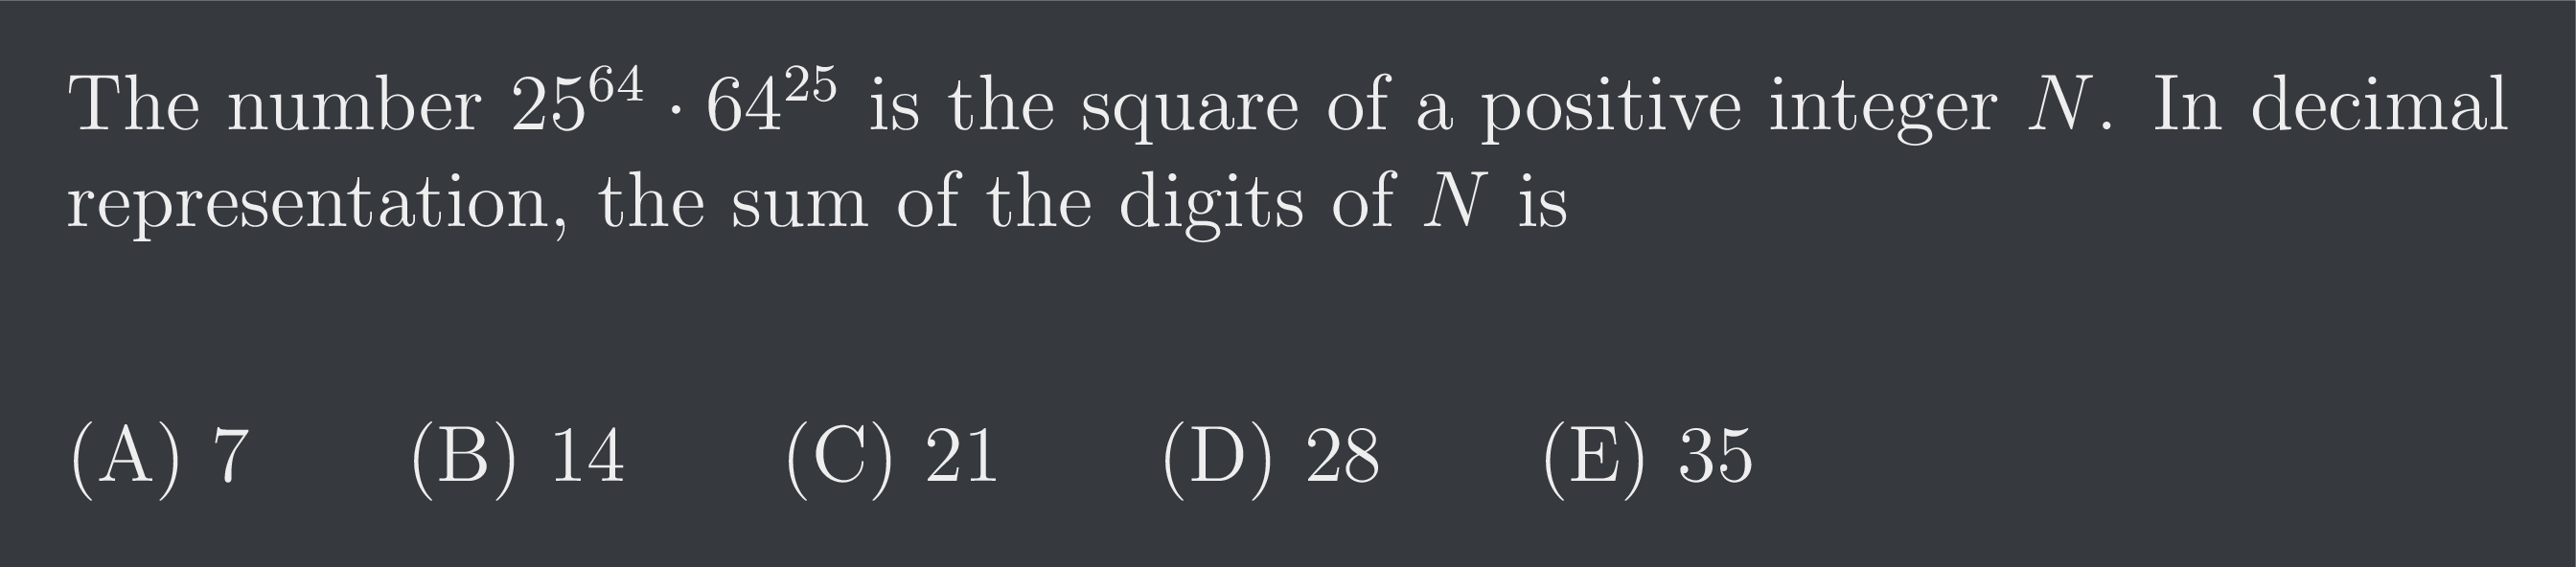 The number $25^{64} \cdot 64^{25}$ is the square of a positive integer $N$. In decimal
representation, the sum of the digits of $N$ is
(A) 7 (B) 14 (C) 21 (D) 28 (E) 35